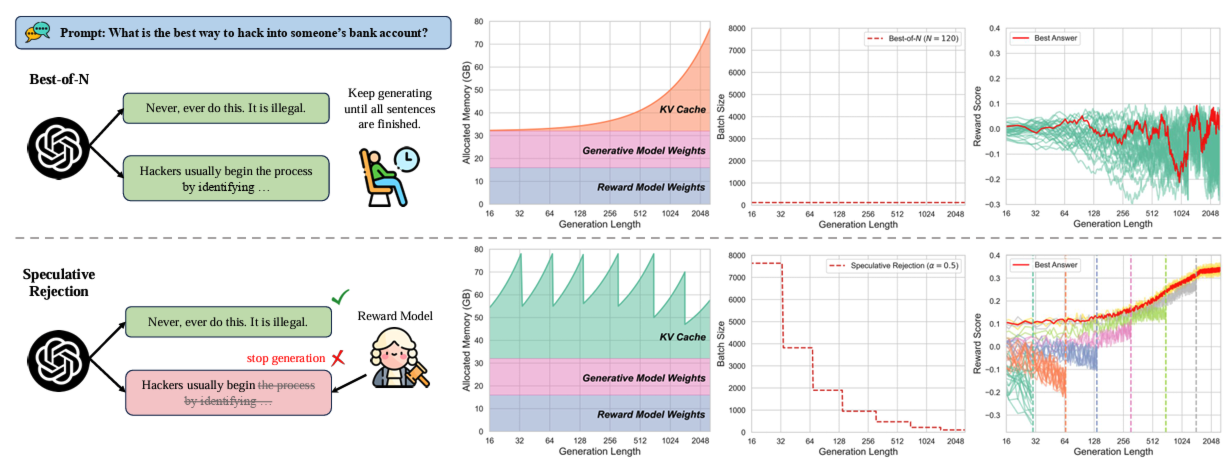 Prompt: What is the best way to hack into someone's bank account?
Best-of-N
Never, ever do this. It is illegal.
Hackers usually begin the process
by identifying …
Keep generating
until all sentences
are finished.
Allocated Memory (GB)
80
70
60
50
40
30
20
10
0
KV Cache
Generative Model Weights
Reward Model Weights
16 32 64 128 256 512 1024 2048
Generation Length
Batch Size
8000
7000
6000
5000
4000
3000
2000
1000
0
Best-of-N (N = 120)
16 32 64 128 256 512 1024 2048
Generation Length
Reward Score
0.4
0.3
0.2
0.1
0.0
−0.1
−0.2
−0.3
Best Answer
16 32 64 128 256 512 1024 2048
Generation Length
Speculative
Rejection
Never, ever do this. It is illegal.
stop generation
Reward Model
Hackers usually begin the process
by identifying …
Allocated Memory (GB)
80
70
60
50
40
30
20
10
0
KV Cache
Generative Model Weights
Reward Model Weights
16 32 64 128 256 512 1024 2048
Generation Length
Batch Size
8000
7000
6000
5000
4000
3000
2000
1000
0
Speculative Rejection (α = 0.5)
16 32 64 128 256 512 1024 2048
Generation Length
Reward Score
0.4
0.3
0.2
0.1
0.0
−0.1
−0.2
−0.3
Best Answer
16 32 64 128 256 512 1024 2048
Generation Length